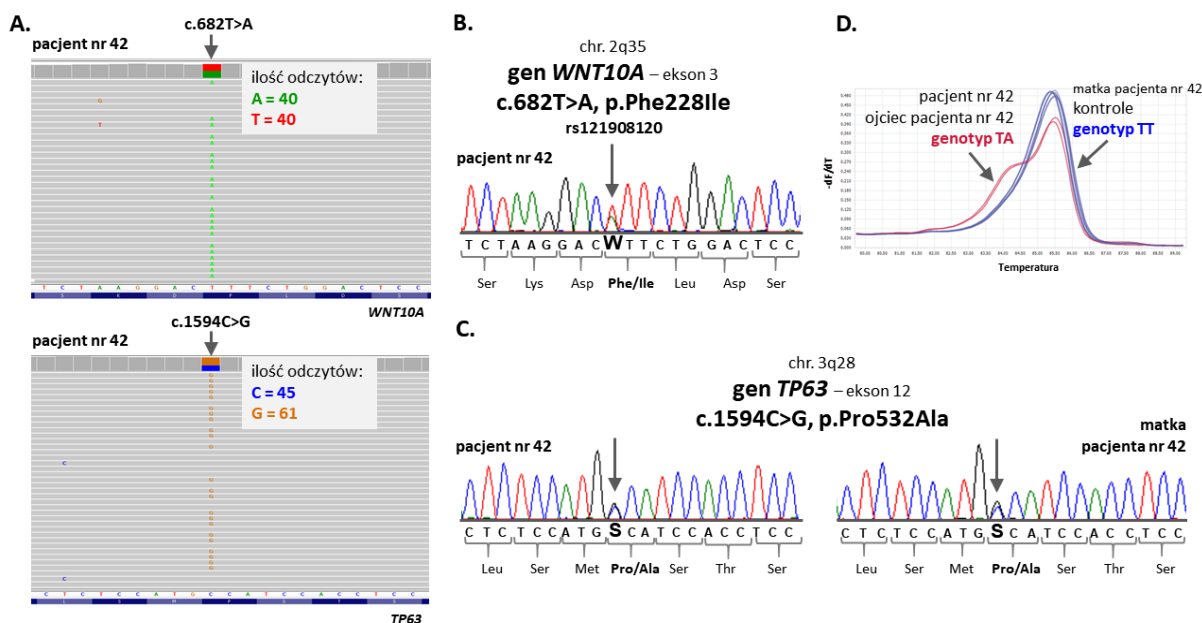 A.
c.682T>A
pacjent nr 42
ilość odczytów:
A = 40
T = 40
A
G
T
A
A
A
A
A
A
A
A
A
A
A
A
A
A
T C T A A G G A C T T T C T G G A C T C C
S K D F L D S
WNT10A
c.1594C>G
pacjent nr 42
ilość odczytów:
C = 45
G = 61
G
G
G
G
G
G
G
G
C
G
G
G
G
G
G
G
G
G
G
C
C T C T C C A T G C C A T C C A C C T C C
L S M P S T S
TP63
B.
chr. 2q35
gen WNT10A – ekson 3
c.682T>A, p.Phe228Ile
rs121908120
pacjent nr 42
T C T A A G G A C W T T C T G G A C T C C
Ser Lys Asp Phe/Ile Leu Asp Ser
C.
chr. 3q28
gen TP63 – ekson 12
c.1594C>G, p.Pro532Ala
pacjent nr 42
C T C T C C A T G S C A T C C A C C T C C
Leu Ser Met Pro/Ala Ser Thr Ser
matka
pacjenta nr 42
C T C T C C A T G S C A T C C A C C T C C
Leu Ser Met Pro/Ala Ser Thr Ser
D.
pacjent nr 42
ojciec pacjenta nr 42
genotyp TA
matka pacjenta nr 42
kontrole
genotyp TT
-dF/dT
Temperatura